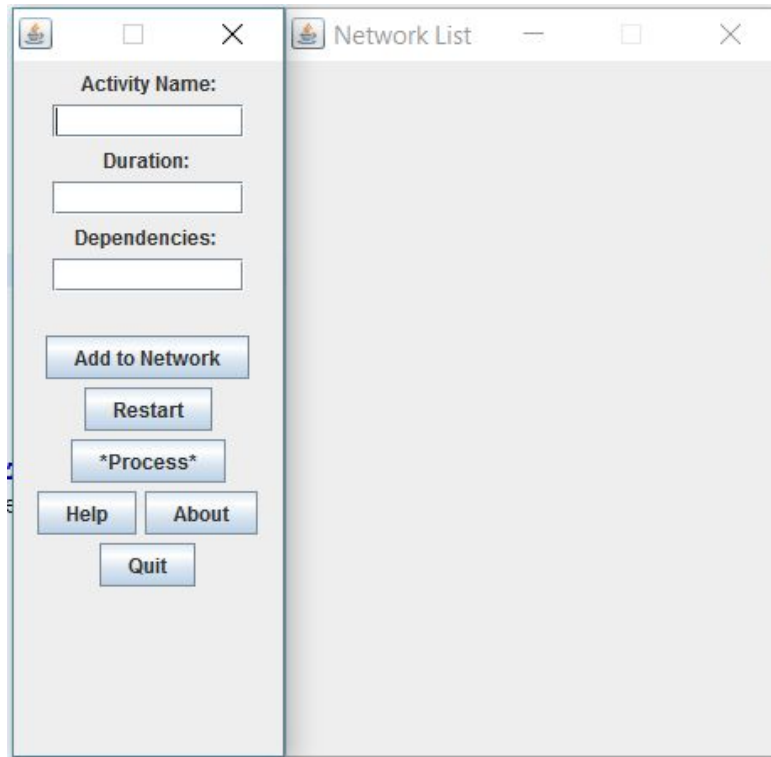 Network List
Activity Name:
Duration:
Dependencies:
Add to Network
Restart
*Process*
Help About
Quit